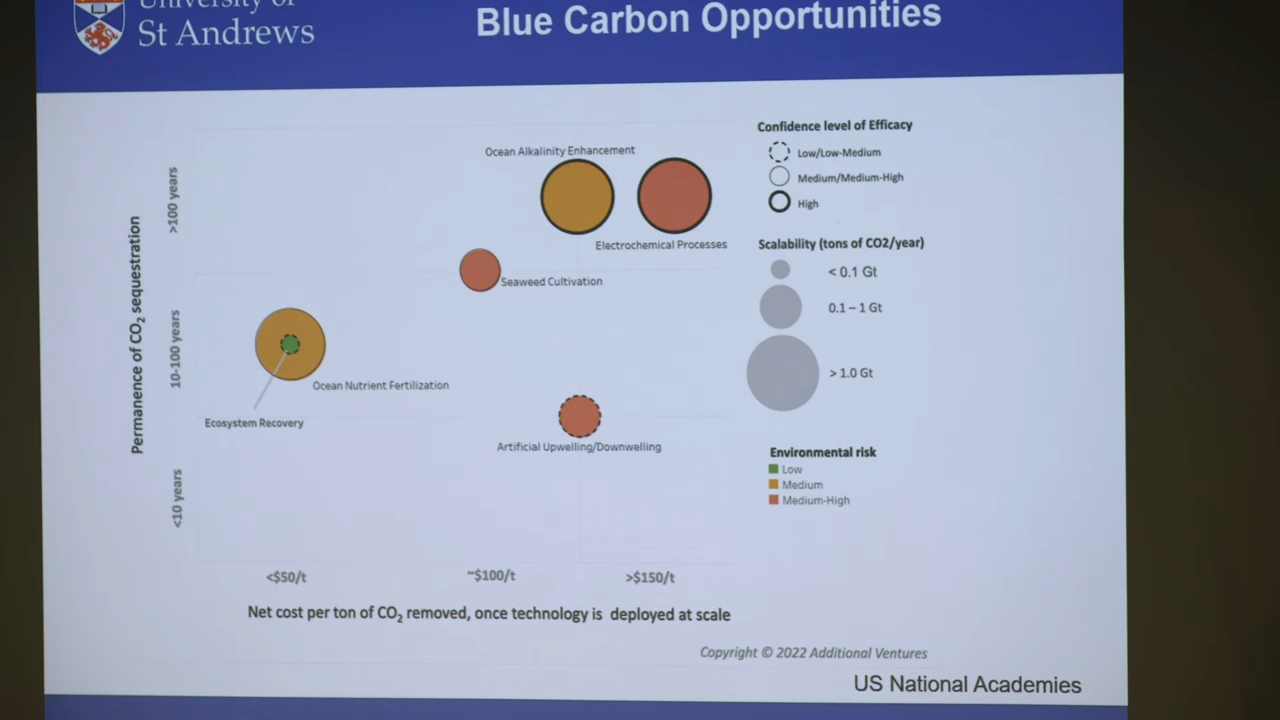 University of
St Andrews
Blue Carbon Opportunities
Permanence of CO2 sequestration
>100 years
10-100 years
<10 years
Ocean Alkalinity Enhancement
Electrochemical Processes
Seaweed Cultivation
Ocean Nutrient Fertilization
Ecosystem Recovery
Artificial Upwelling/Downwelling
<$50/t
~$100/t
>$150/t
Net cost per ton of CO2 removed, once technology is deployed at scale
Confidence level of Efficacy
Low/Low-Medium
Medium/Medium-High
High
Scalability (tons of CO2/year)
< 0.1 Gt
0.1 – 1 Gt
> 1.0 Gt
Environmental risk
Low
Medium
Medium-High
Copyright © 2022 Additional Ventures
US National Academies